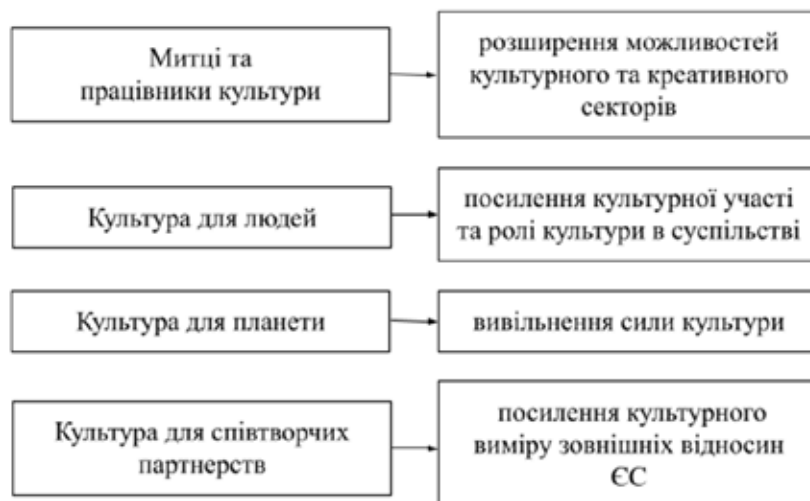 Митці та
працівники культури
розширення можливостей
культурного та креативного
секторів
Культура для людей
посилення культурної участі
та ролі культури в суспільстві
Культура для планети
вивільнення сили культури
Культура для співтворчих
партнерств
посилення культурного
виміру зовнішніх відносин
ЄС